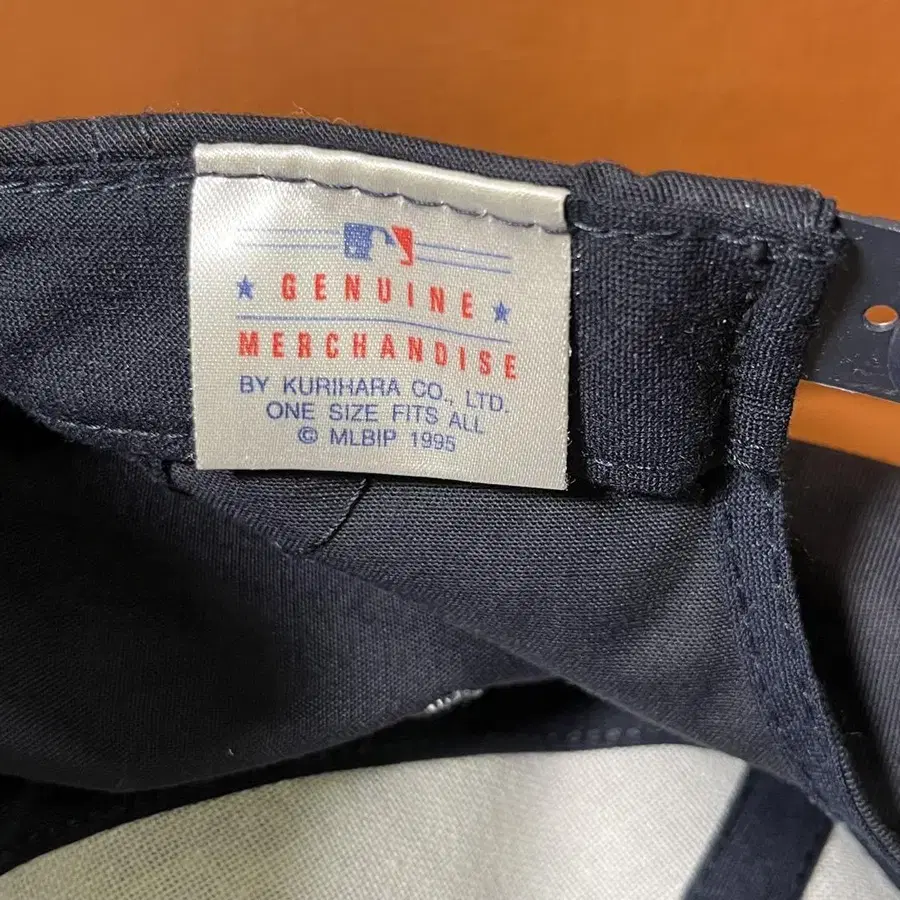 GENUINE
MERCHANDISE
BY KURIHARA CO., LTD.
ONE SIZE FITS ALL
© MLBIP 1995